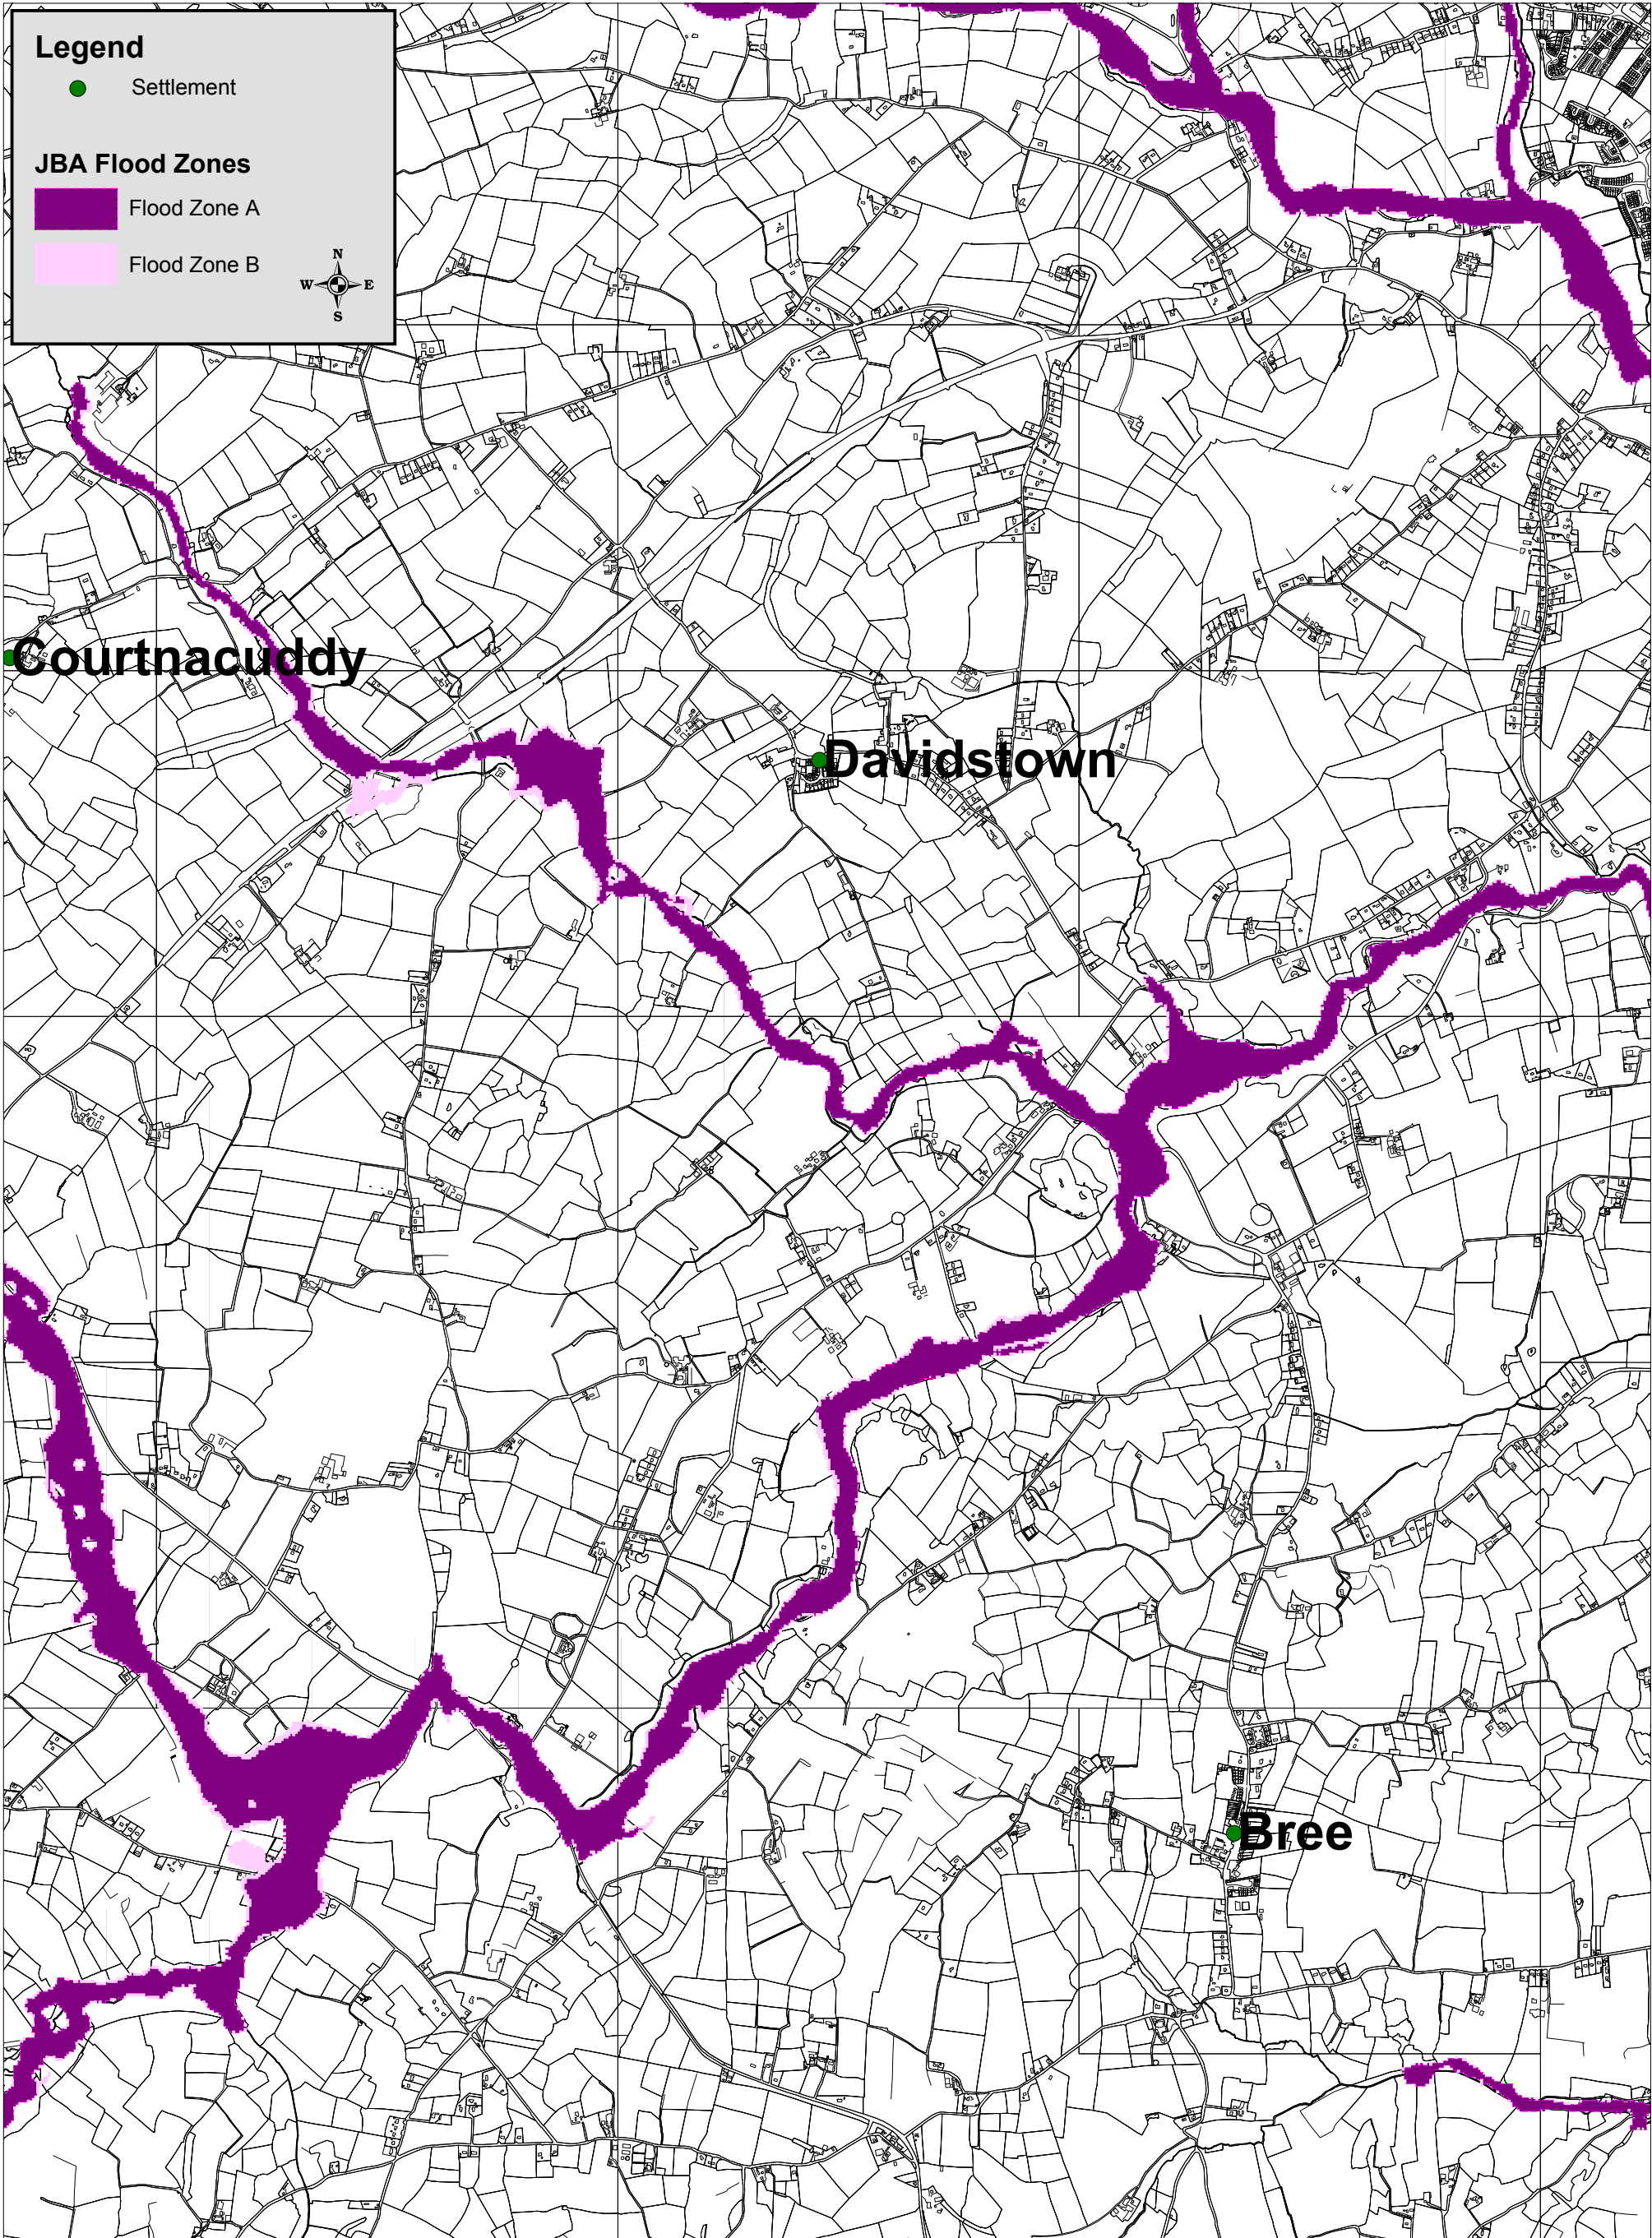 Legend
Settlement
JBA Flood Zones
Flood Zone A
Flood Zone B
N
W E
S
Courtnacuddy
Davidstown
Bree